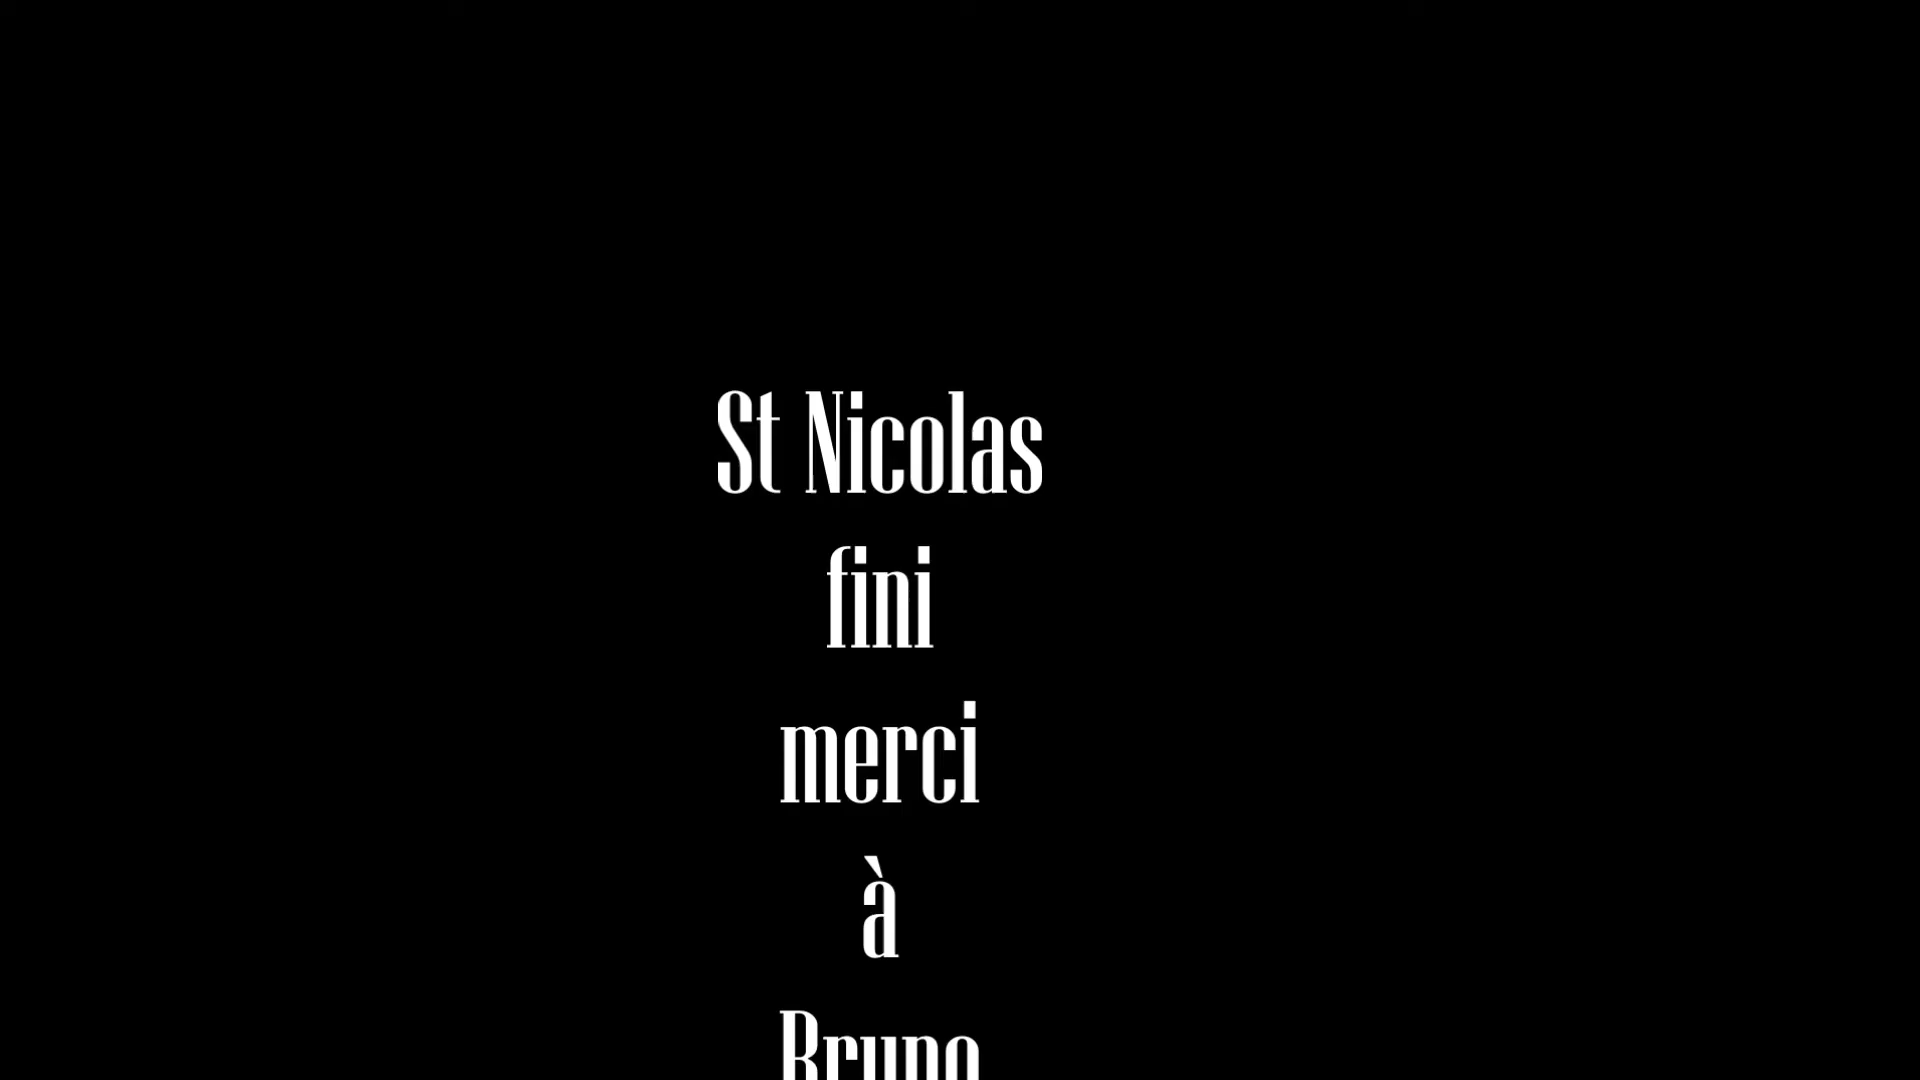 St Nicolas
fini
merci
à
Bruno